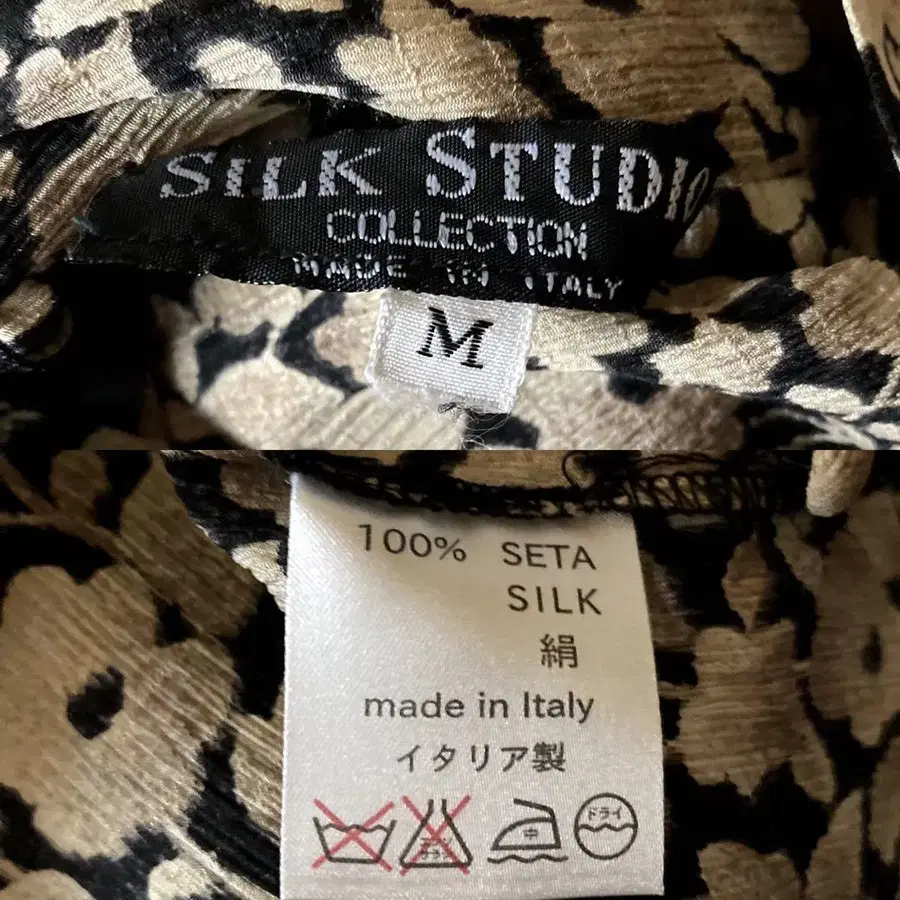 SILK STUDIO
COLLECTION
MADE IN ITALY
M
100% SETA
SILK
絹
made in Italy
イタリア製
中
ドライ